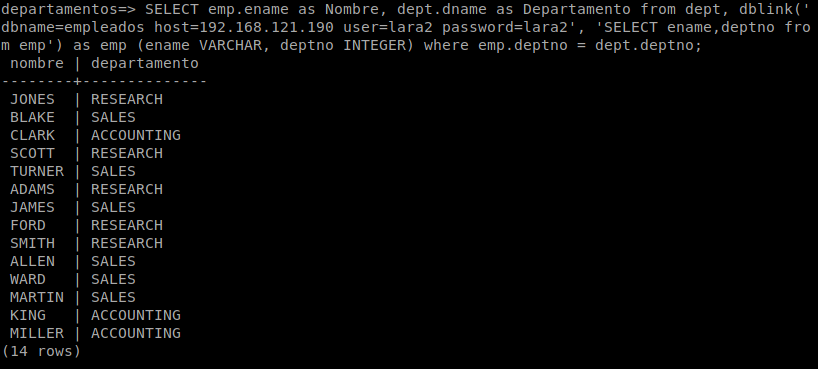 departamentos=> SELECT emp.ename as Nombre, dept.dname as Departamento from dept, dblink('
dbname=empleados host=192.168.121.190 user=lara2 password=lara2', 'SELECT ename,deptno fro
m emp') as emp (ename VARCHAR, deptno INTEGER) where emp.deptno = dept.deptno;
 nombre | departamento
--------+--------------
 JONES  | RESEARCH
 BLAKE  | SALES
 CLARK  | ACCOUNTING
 SCOTT  | RESEARCH
 TURNER | SALES
 ADAMS  | RESEARCH
 JAMES  | SALES
 FORD   | RESEARCH
 SMITH  | RESEARCH
 ALLEN  | SALES
 WARD   | SALES
 MARTIN | SALES
 KING   | ACCOUNTING
 MILLER | ACCOUNTING
(14 rows)